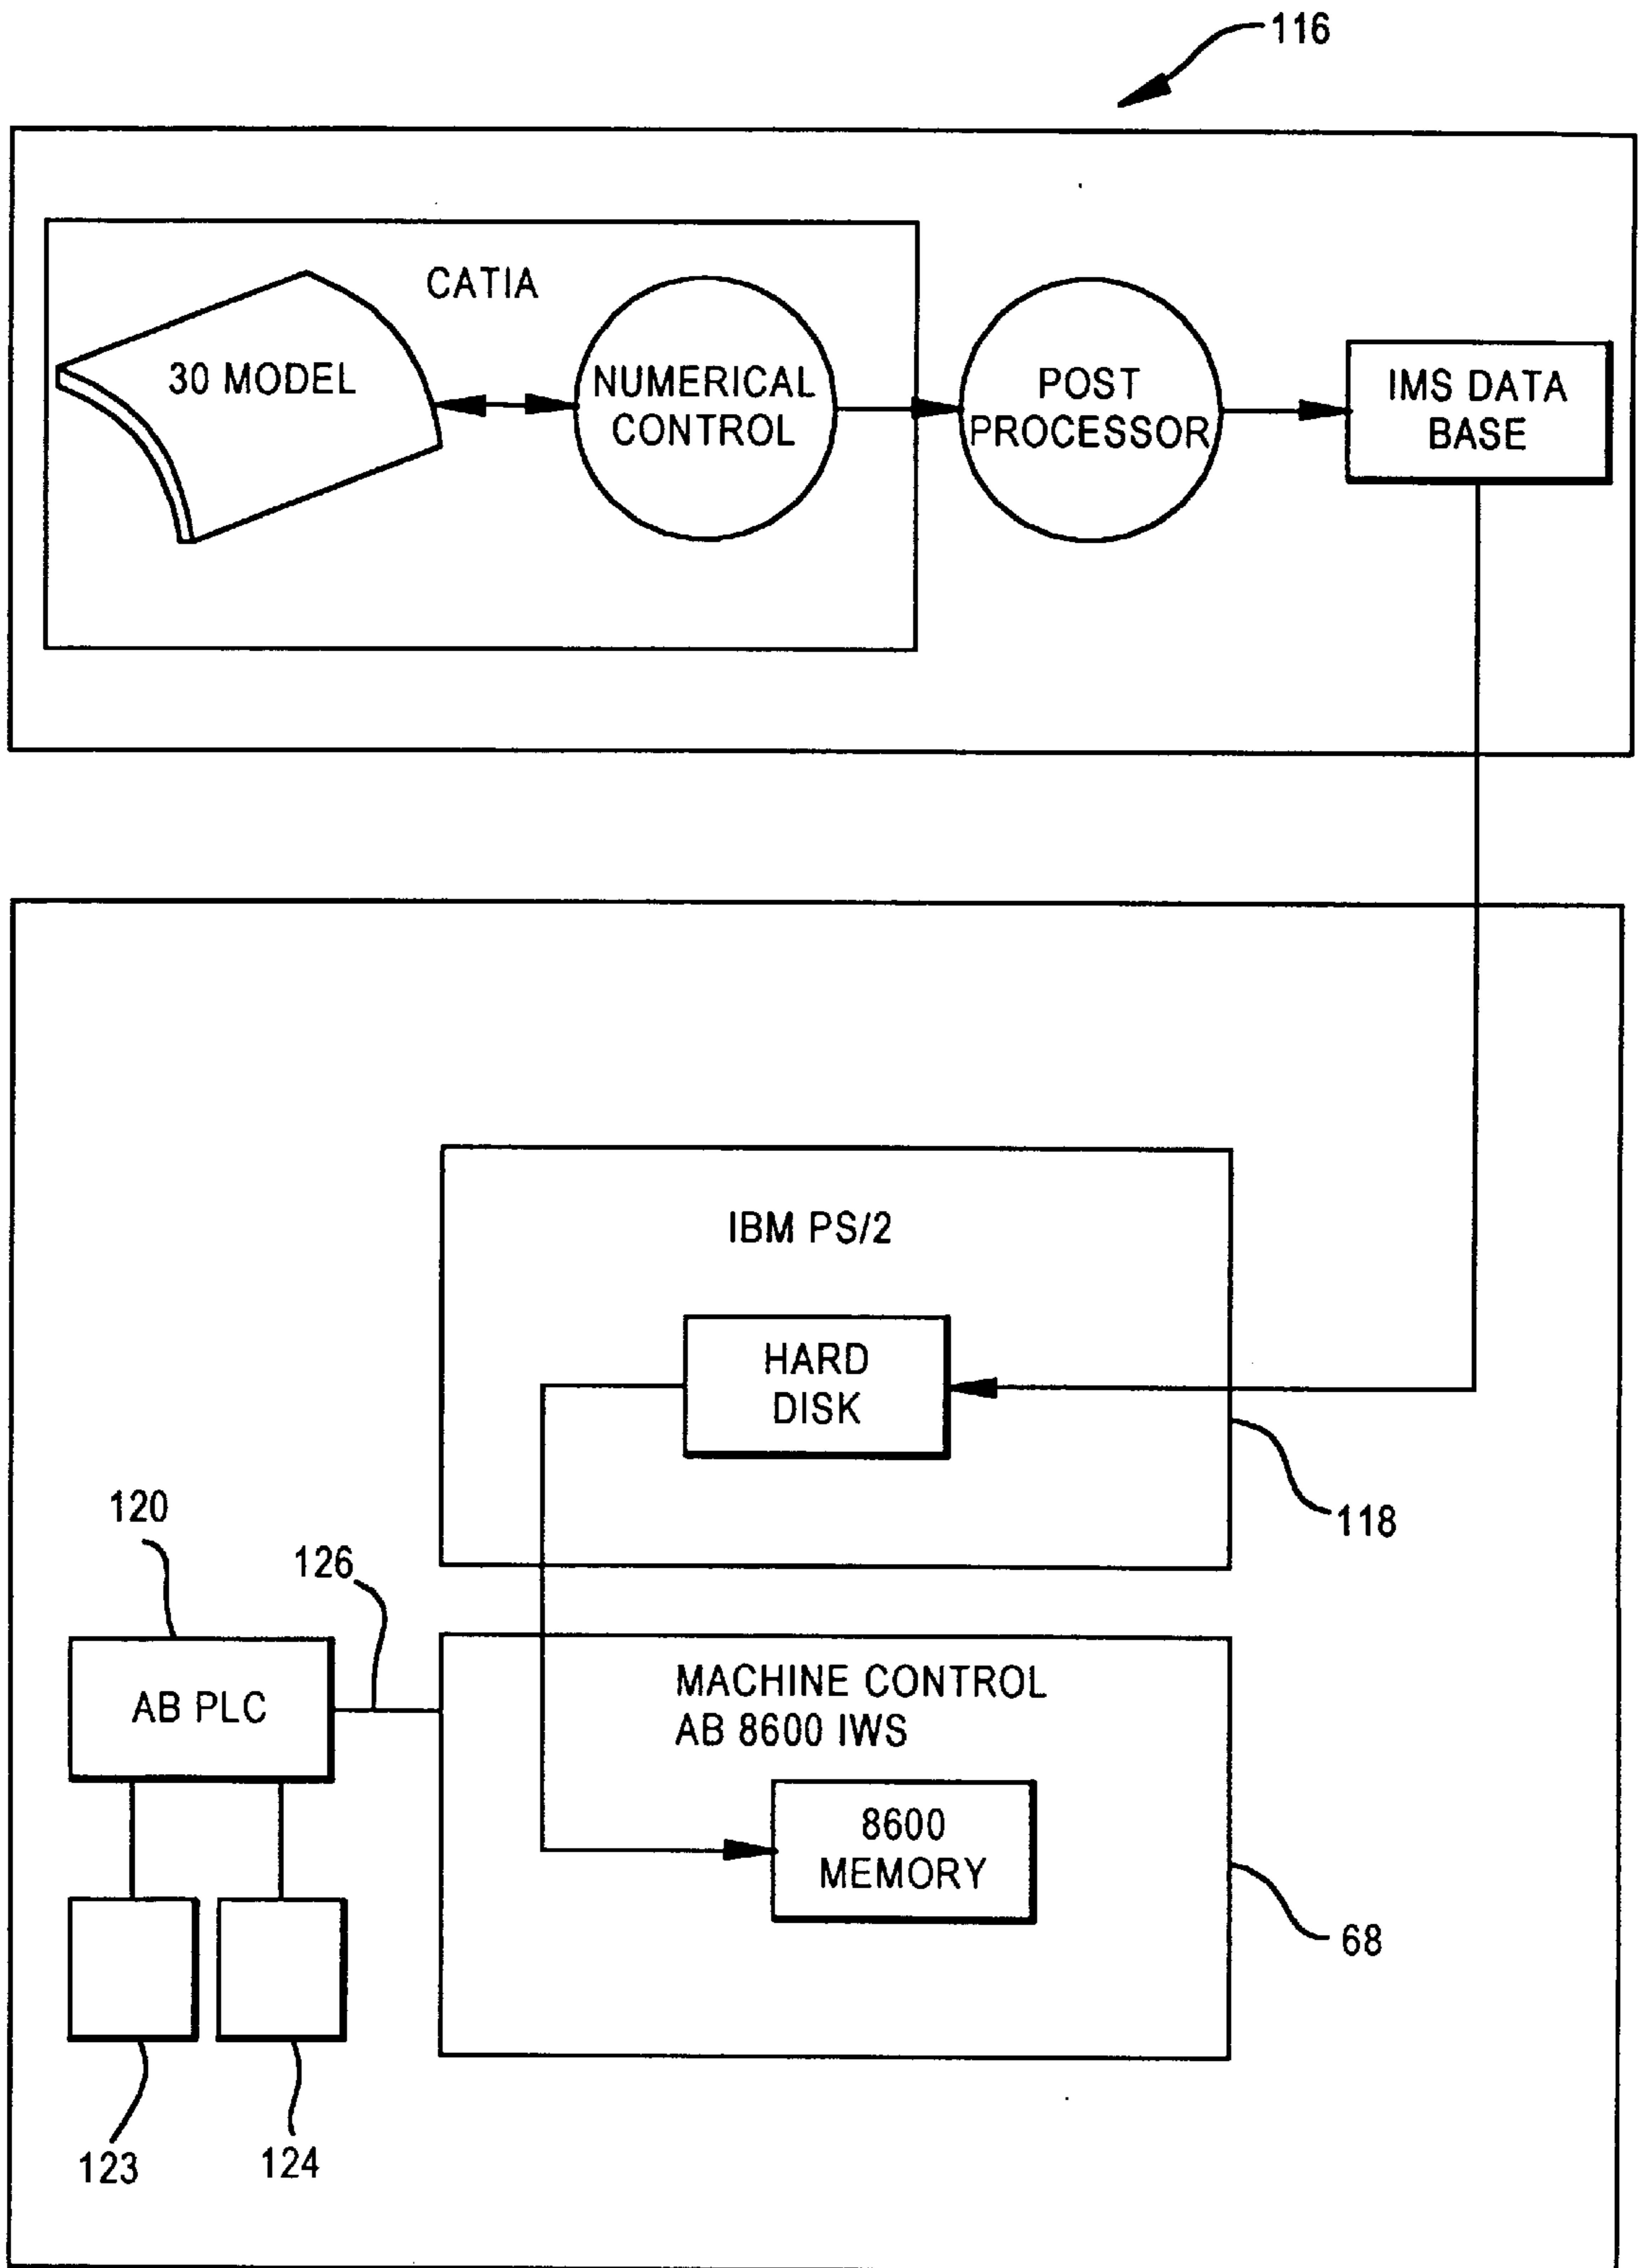 116
CATIA
30 MODEL
NUMERICAL
CONTROL
POST
PROCESSOR
IMS DATA
BASE
IBM PS/2
HARD
DISK
118
120
126
AB PLC
MACHINE CONTROL
AB 8600 IWS
8600
MEMORY
68
123
124